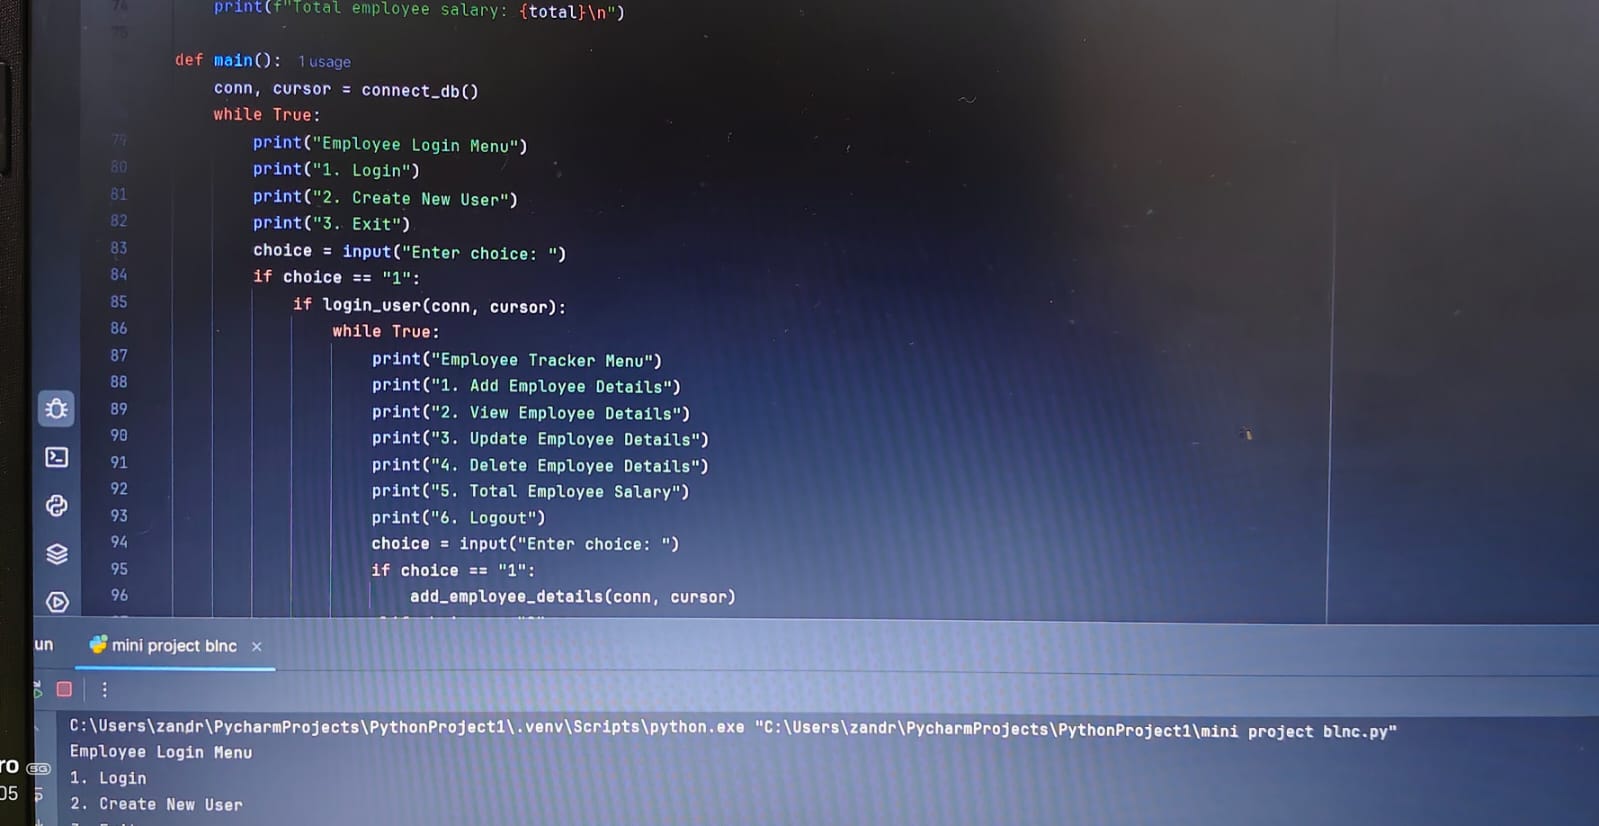 74 print(f"Total employee salary: {total}\n")
75
def main(): 1 usage
conn, cursor = connect_db()
while True:
79 print("Employee Login Menu")
80 print("1. Login")
81 print("2. Create New User")
82 print("3. Exit")
83 choice = input("Enter choice: ")
84 if choice == "1":
85 if login_user(conn, cursor):
86 while True:
87 print("Employee Tracker Menu")
88 print("1. Add Employee Details")
89 print("2. View Employee Details")
90 print("3. Update Employee Details")
91 print("4. Delete Employee Details")
92 print("5. Total Employee Salary")
93 print("6. Logout")
94 choice = input("Enter choice: ")
95 if choice == "1":
96 add_employee_details(conn, cursor)
un mini project blnc ×
C:\Users\zandr\PycharmProjects\PythonProject1\.venv\Scripts\python.exe "C:\Users\zandr\PycharmProjects\PythonProject1\mini project blnc.py"
Employee Login Menu
ro 5G
1. Login
05
2. Create New User